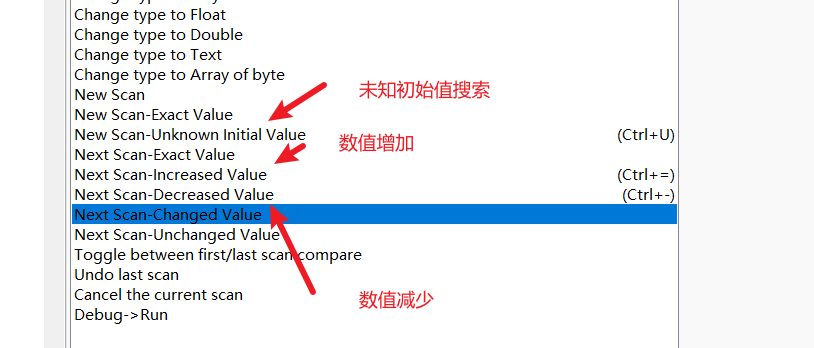 Change type to Float
Change type to Double
Change type to Text
Change type to Array of byte
New Scan
未知初始值搜索
New Scan-Exact Value
New Scan-Unknown Initial Value (Ctrl+U)
数值增加
Next Scan-Exact Value
Next Scan-Increased Value (Ctrl+=)
Next Scan-Decreased Value (Ctrl+-)
Next Scan-Changed Value
Next Scan-Unchanged Value
Toggle between first/last scan compare
Undo last scan
Cancel the current scan
数值减少
Debug->Run